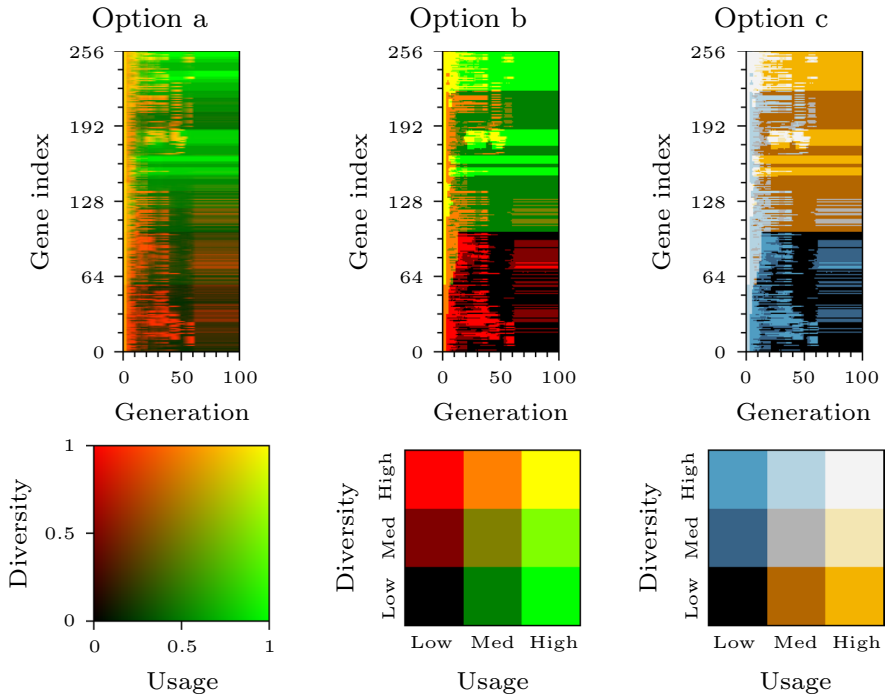 Option a Option b Option c
256 256 256
192 192 192
128 128 128
64 64 64
0 0 0
Gene index Gene index Gene index
0 50 100 0 50 100 0 50 100
Generation Generation Generation
1
0.5
0
Diversity
0 0.5 1
Usage
High
Med
Low
Diversity
Low Med High
Usage
High
Med
Low
Diversity
Low Med High
Usage